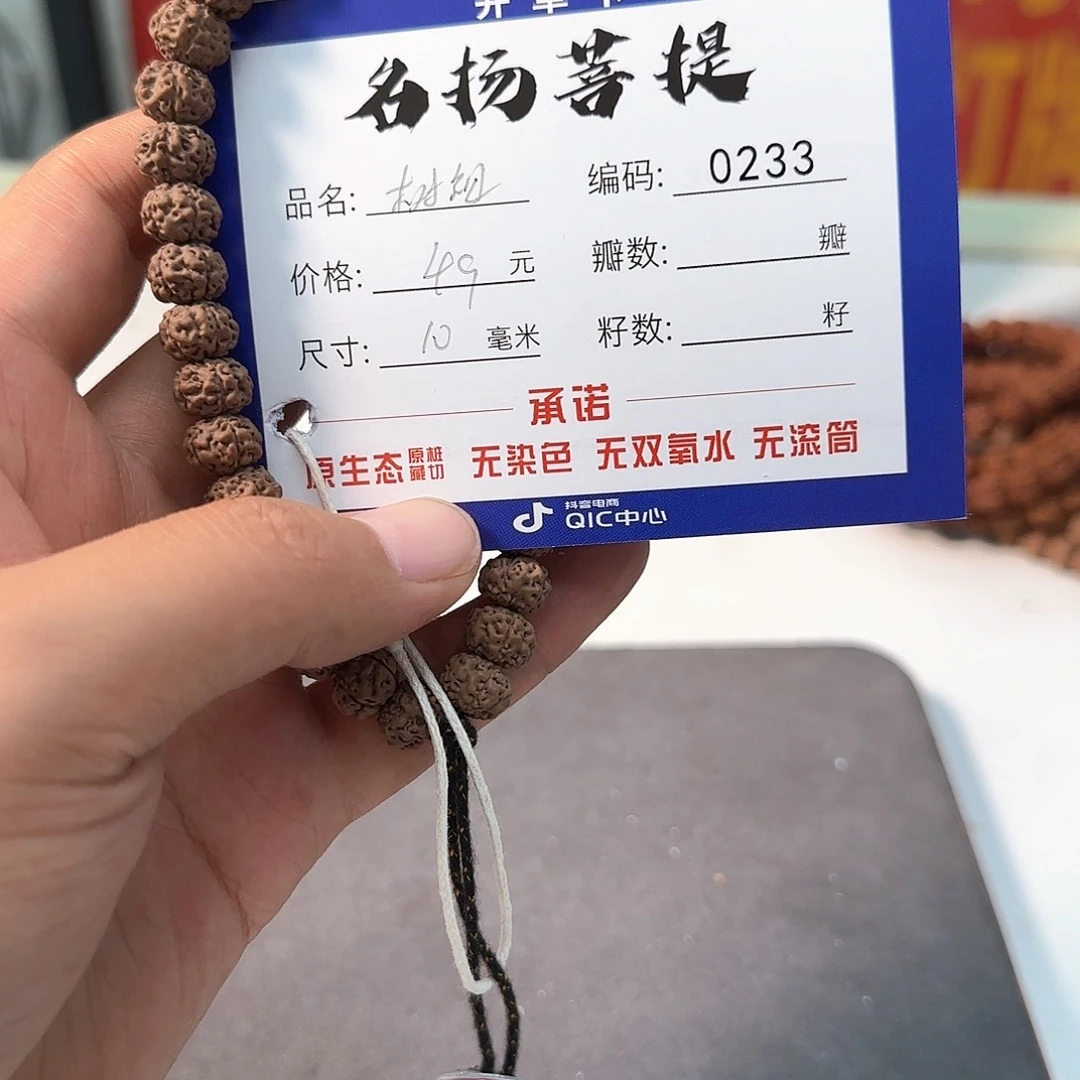 名扬菩提
品名: 树组 编码: 0233
价格: 49 元 瓣数: 瓣
尺寸: 10 毫米 籽数: 籽
承诺
原生态 原桩藏切 无染色 无双氧水 无滚筒
抖音电商
QIC中心